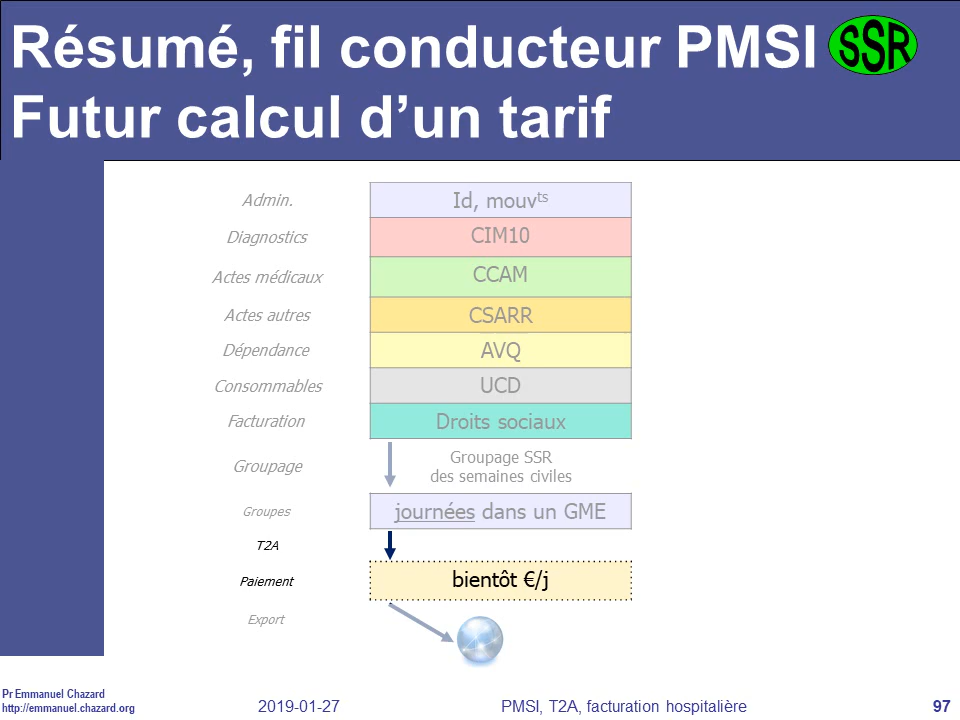 Résumé, fil conducteur PMSI SSR
Futur calcul d’un tarif
Admin. Id, mouvts
Diagnostics CIM10
Actes médicaux CCAM
Actes autres CSARR
Dépendance AVQ
Consommables UCD
Facturation Droits sociaux
Groupage Groupage SSR
des semaines civiles
Groupes journées dans un GME
T2A
Paiement bientôt €/j
Export
Pr Emmanuel Chazard
http://emmanuel.chazard.org
2019-01-27 PMSI, T2A, facturation hospitalière 97